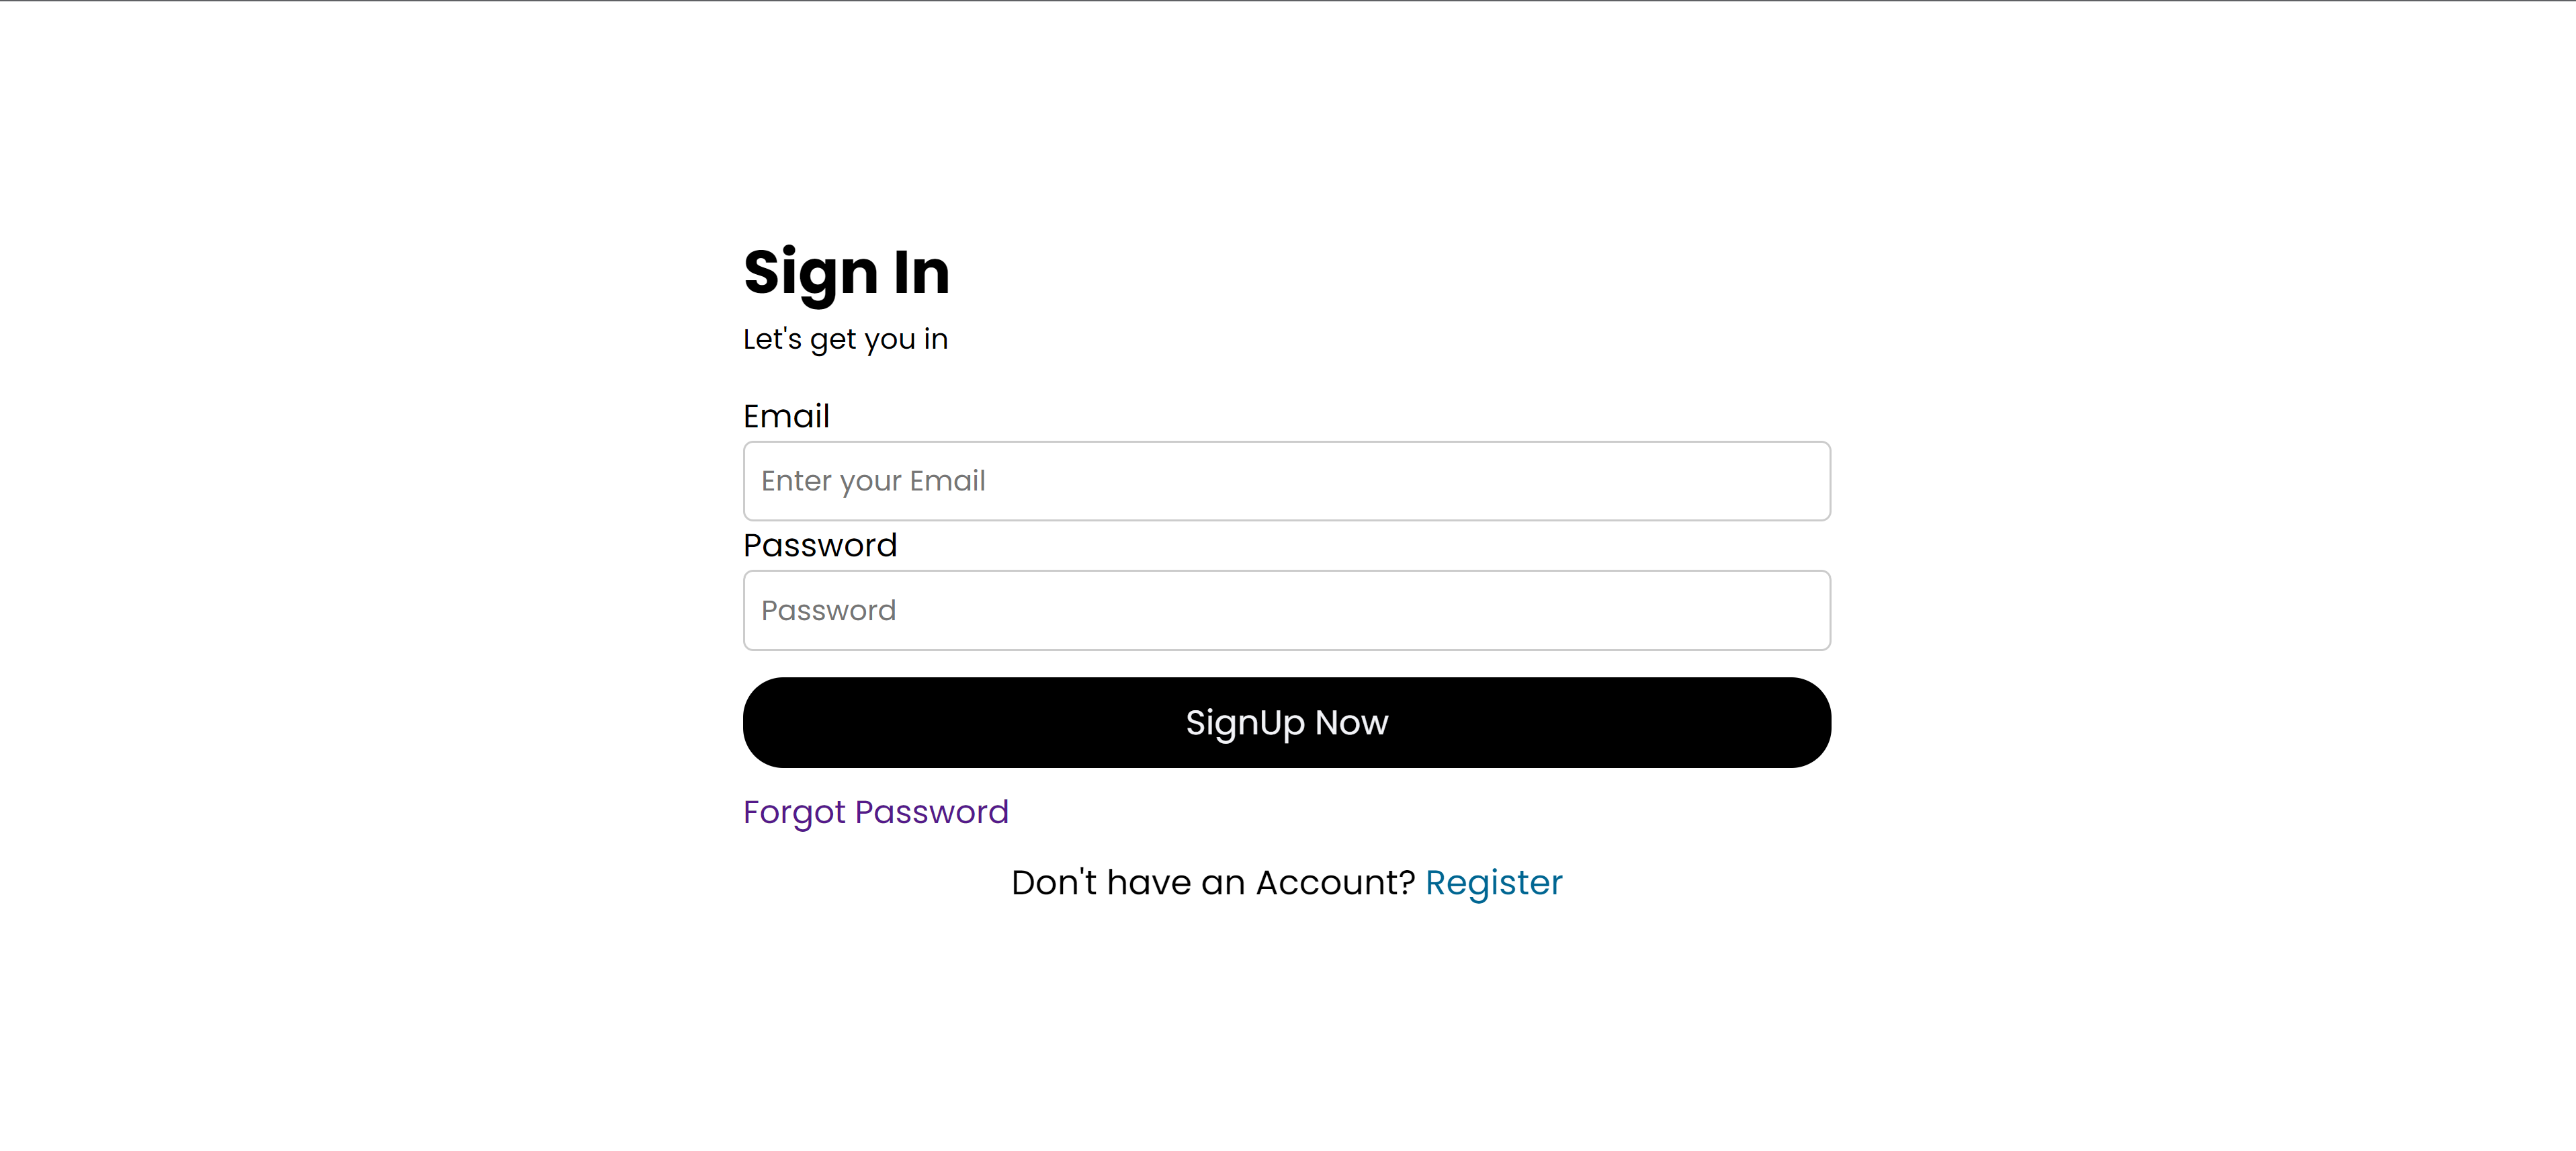 Sign In
Let's get you in
Email
Enter your Email
Password
Password
SignUp Now
Forgot Password
Don't have an Account? Register